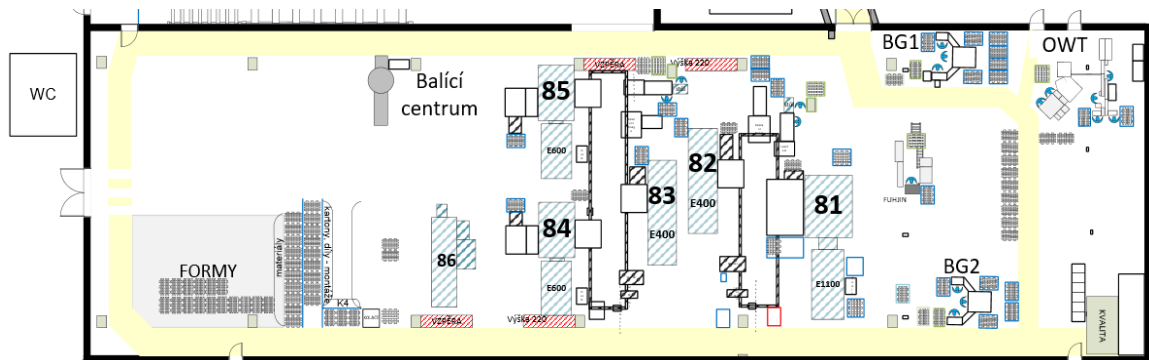 WC
Balící
centrum
FORMY
materiály
kartony, díly - montáže
K4
86
85
E600
84
E600
VZPĚRA
Výška 220
83
E400
82
E400
81
E1100
VZPĚRA
Výška 220
FUHJIN
BG1
OWT
BG2
KVALITA